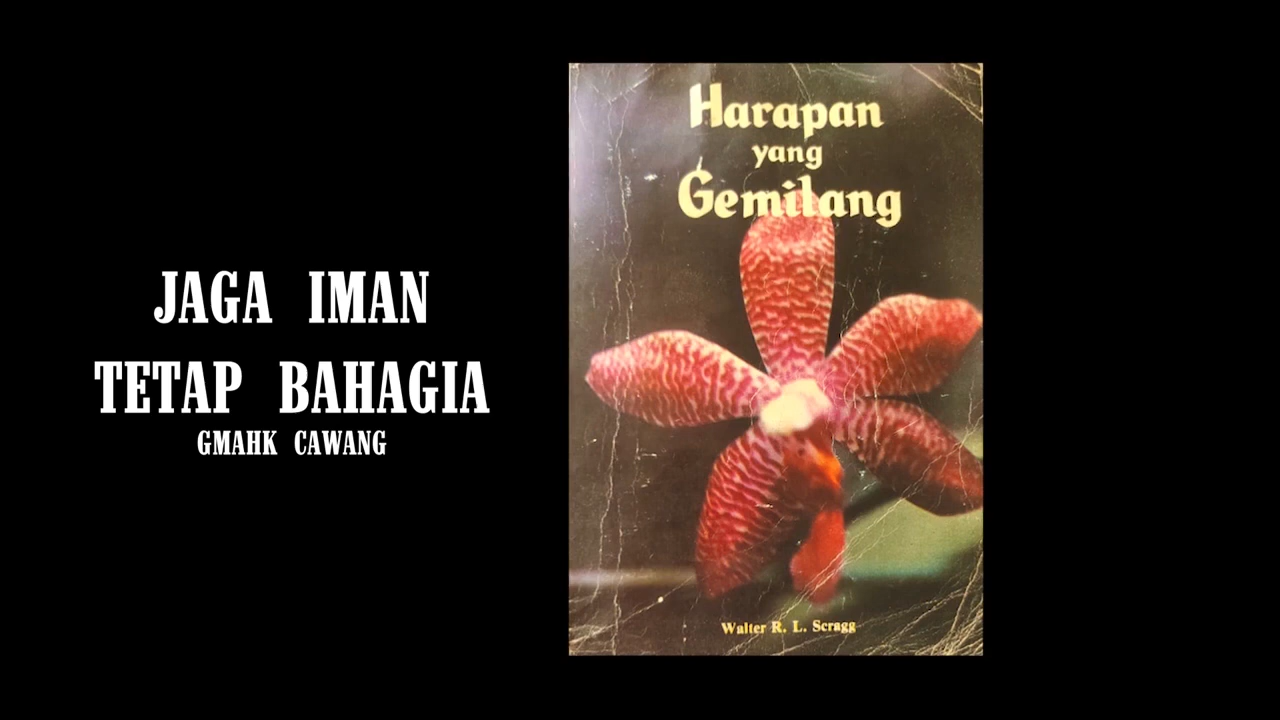 JAGA IMAN
TETAP BAHAGIA
GMAHK CAWANG
Harapan
yang
Gemilang
Walter R. L. Scragg